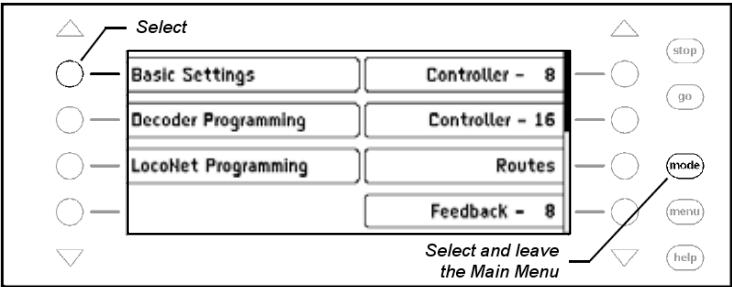 Select
Basic Settings
Controller - 8
stop
Decoder Programming
Controller - 16
go
LocoNet Programming
Routes
mode
Feedback - 8
menu
Select and leave
the Main Menu
help